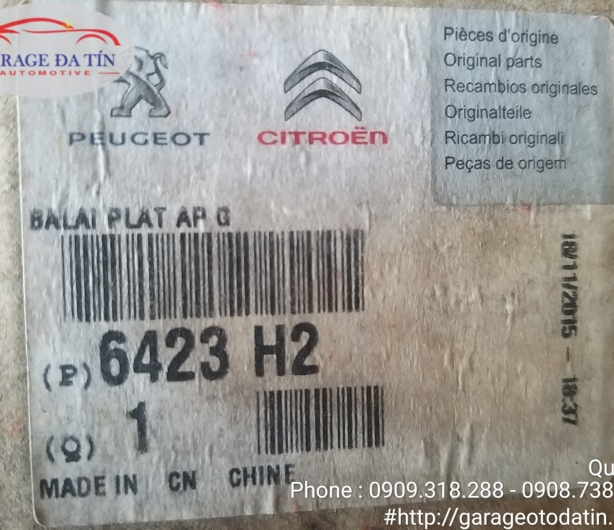 GARAGE ĐA TÍN
AUTOMOTIVE
PEUGEOT
CITROËN
Pièces d'origine
Original parts
Recambios originales
Originalteile
Ricambi originali
Peças de origem
BALAI PLAT AP G
(P) 6423 H2
(Q) 1
MADE IN CN CHINE
18/11/2015 - 18:37
Qu
Phone : 0909.318.288 - 0908.738
#http://garageotodatin